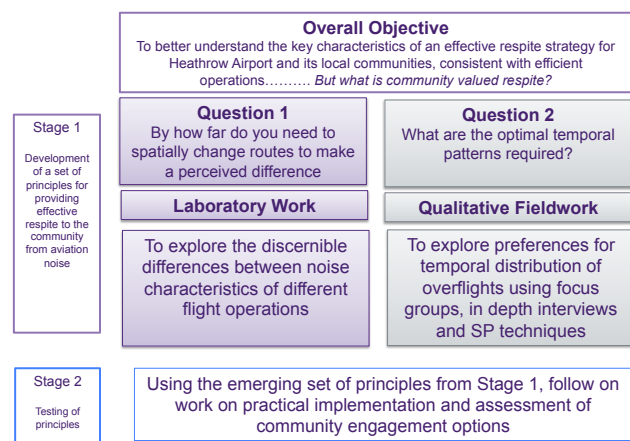 Overall Objective
To better understand the key characteristics of an effective respite strategy for
Heathrow Airport and its local communities, consistent with efficient
operations……… But what is community valued respite?
Stage 1
Development
of a set of
principles for
providing
effective
respite to the
community
from aviation
noise
Question 1
By how far do you need to
spatially change routes to make
a perceived difference
Question 2
What are the optimal temporal
patterns required?
Laboratory Work
Qualitative Fieldwork
To explore the discernible
differences between noise
characteristics of different
flight operations
To explore preferences for
temporal distribution of
overflights using focus
groups, in depth interviews
and SP techniques
Stage 2
Testing of
principles
Using the emerging set of principles from Stage 1, follow on
work on practical implementation and assessment of
community engagement options